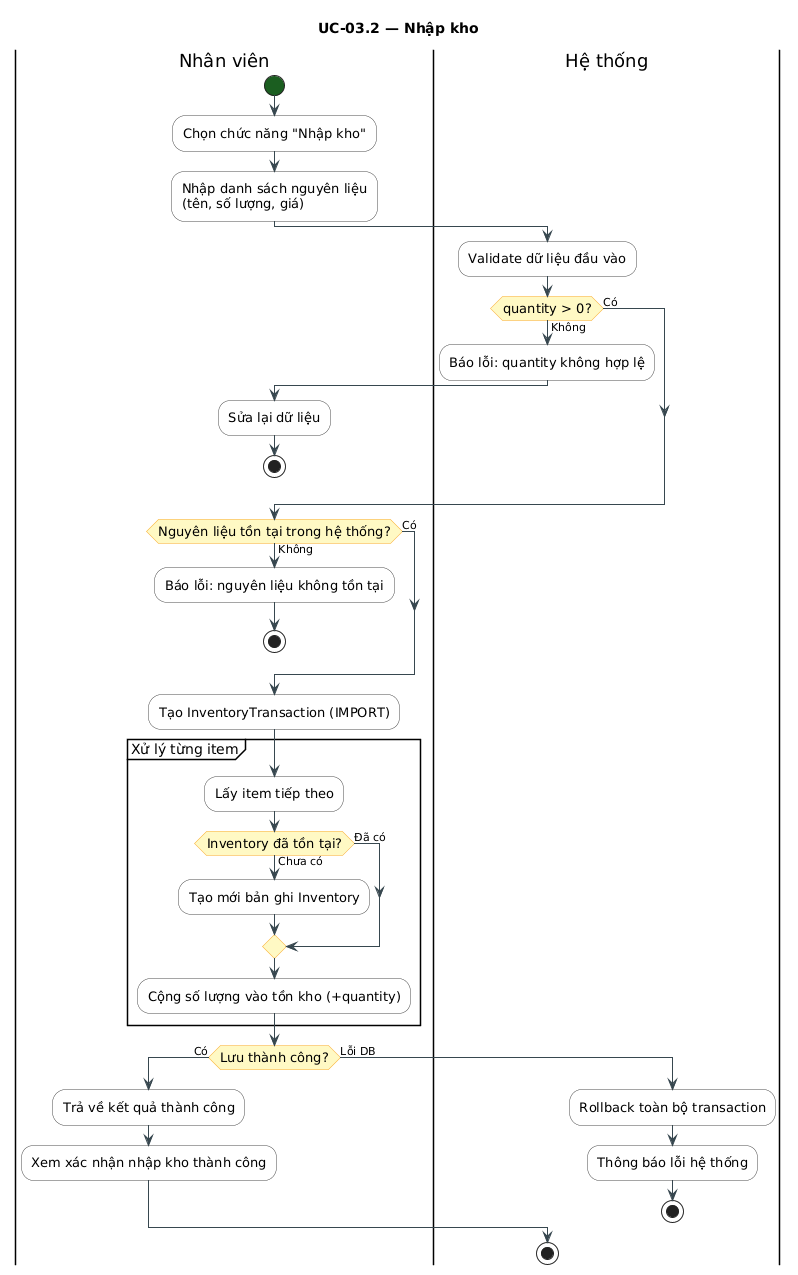 UC-03.2 — Nhập kho
Nhân viên
Hệ thống
Chọn chức năng "Nhập kho"
Nhập danh sách nguyên liệu
(tên, số lượng, giá)
Validate dữ liệu đầu vào
quantity > 0?
Có
Không
Báo lỗi: quantity không hợp lệ
Sửa lại dữ liệu
Nguyên liệu tồn tại trong hệ thống?
Có
Không
Báo lỗi: nguyên liệu không tồn tại
Tạo InventoryTransaction (IMPORT)
Xử lý từng item
Lấy item tiếp theo
Inventory đã tồn tại?
Đã có
Chưa có
Tạo mới bản ghi Inventory
Cộng số lượng vào tồn kho (+quantity)
Có
Lưu thành công?
Lỗi DB
Trả về kết quả thành công
Rollback toàn bộ transaction
Xem xác nhận nhập kho thành công
Thông báo lỗi hệ thống